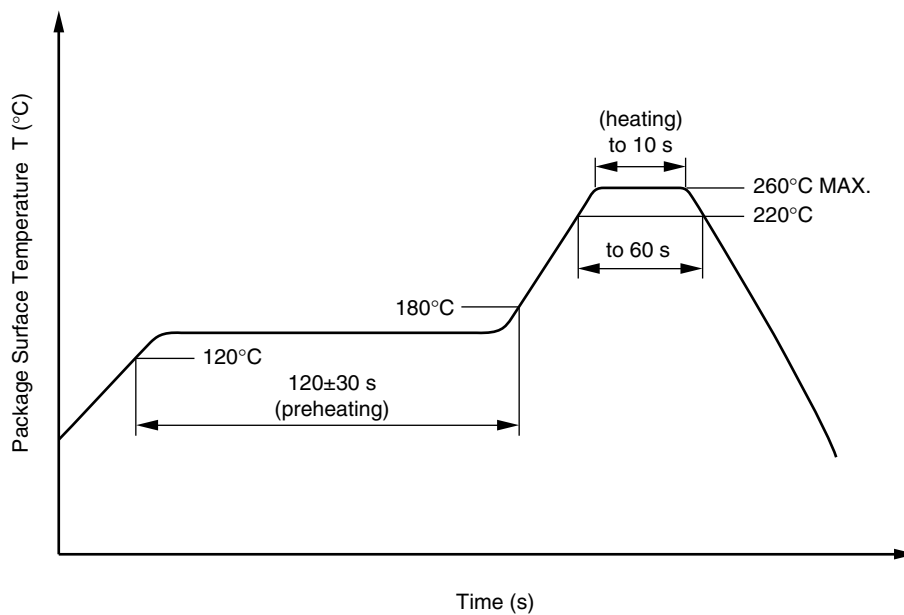 Package Surface Temperature T (°C)
(heating)
to 10 s
260°C MAX.
220°C
to 60 s
180°C
120°C
120±30 s
(preheating)
Time (s)